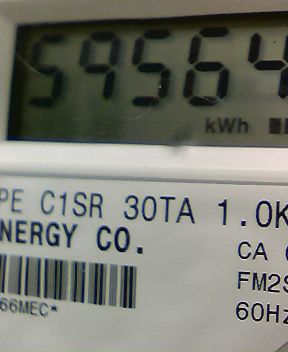 59564
kWh
PE C1SR 30TA 1.0K
NERGY CO.
CA
FM2S
66MEC*
60Hz